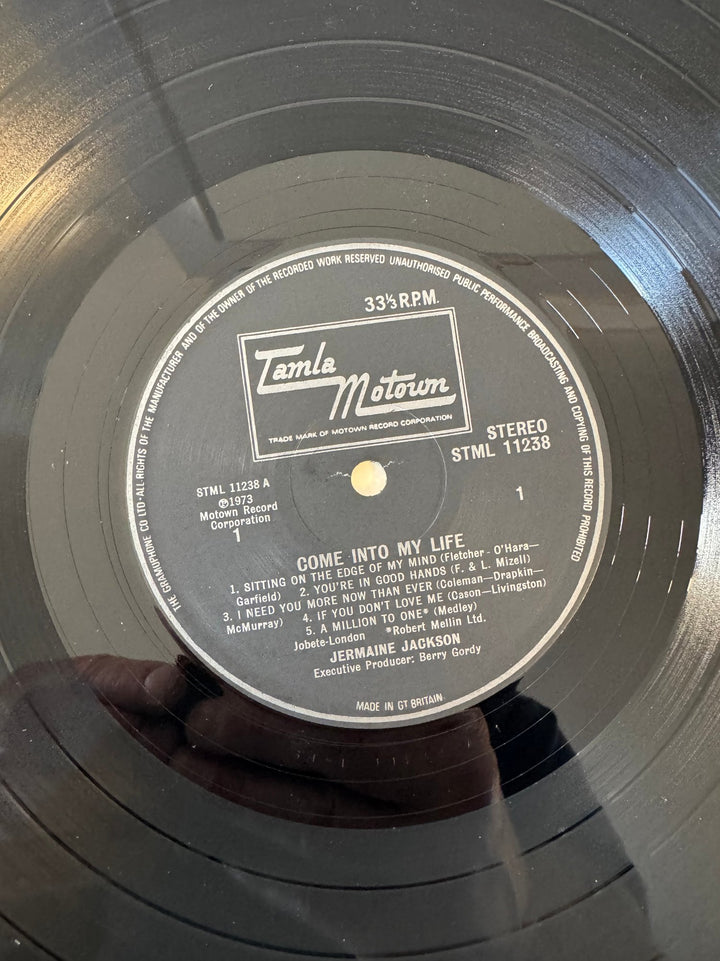 THE GRAMOPHONE CO LTD·ALL RIGHTS OF THE MANUFACTURER AND OF THE OWNER OF THE RECORDED WORK RESERVED UNAUTHORISED PUBLIC PERFORMANCE BROADCASTING AND COPYING OF THIS RECORD PROHIBITED
33⅓ R.P.M.
Tamla
Motown
TRADE MARK OF MOTOWN RECORD CORPORATION
STEREO
STML 11238
STML 11238 A
℗1973
Motown Record
Corporation
1
1
COME INTO MY LIFE
1. SITTING ON THE EDGE OF MY MIND (Fletcher - O'Hara—
Garfield) 2. YOU'RE IN GOOD HANDS (F. & L. Mizell)
3. I NEED YOU MORE NOW THAN EVER (Coleman—Drapkin—
McMurray) 4. IF YOU DON'T LOVE ME (Cason—Livingston)
5. A MILLION TO ONE* (Medley)
Jobete-London *Robert Mellin Ltd.
JERMAINE JACKSON
Executive Producer: Berry Gordy
MADE IN GT BRITAIN